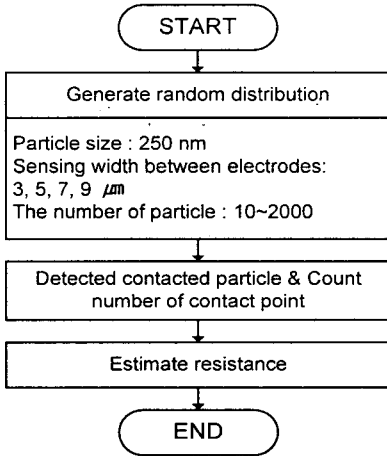 START
Generate random distribution
Particle size : 250 nm
Sensing width between electrodes:
3, 5, 7, 9 ㎛
The number of particle : 10~2000
Detected contacted particle & Count
number of contact point
Estimate resistance
END